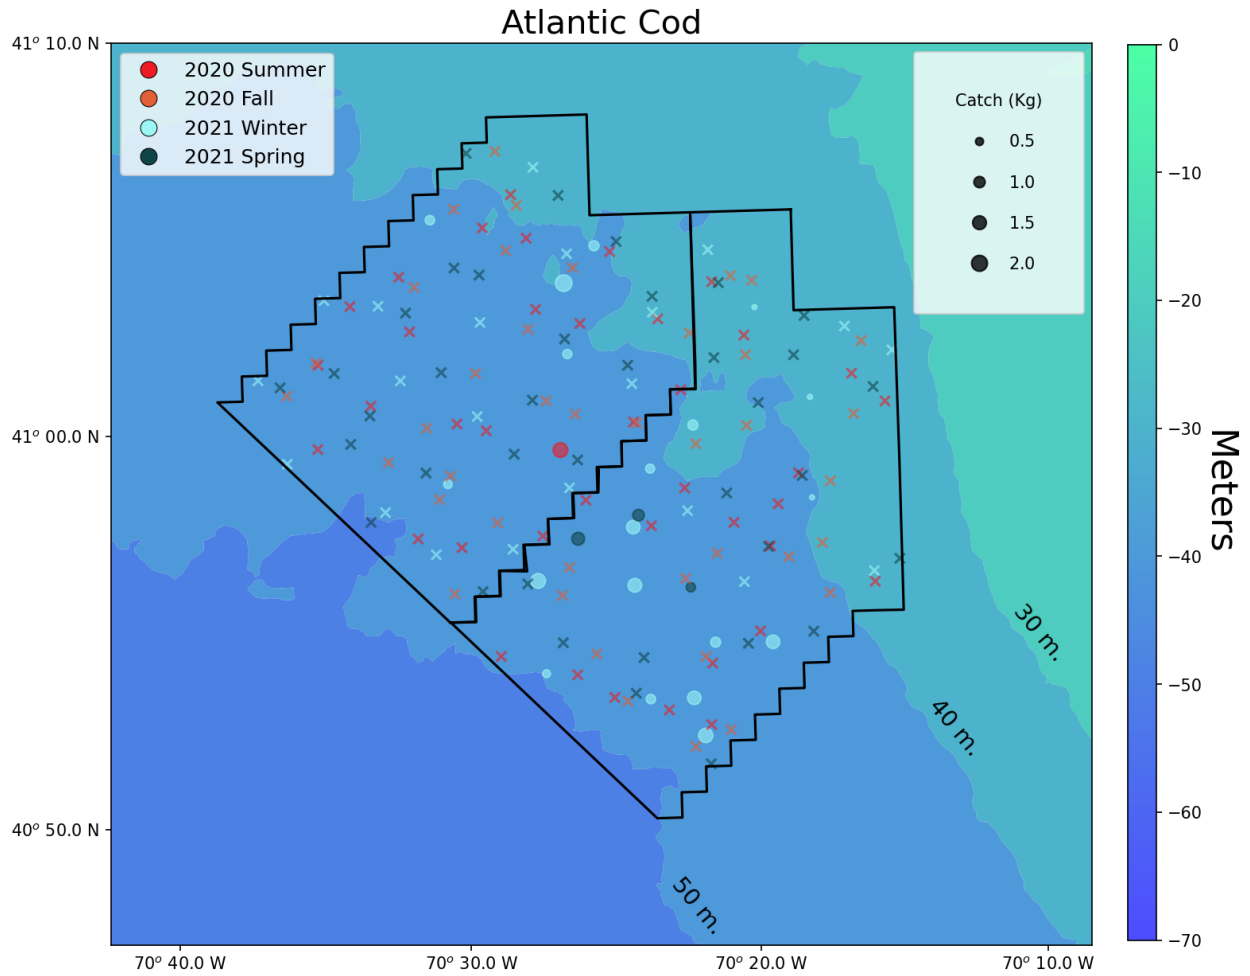 Atlantic Cod
41° 10.0 N
41° 00.0 N
40° 50.0 N
2020 Summer
2020 Fall
2021 Winter
2021 Spring
Catch (Kg)
0.5
1.0
1.5
2.0
30 m.
40 m.
50 m.
70° 40.0 W
70° 30.0 W
70° 20.0 W
70° 10.0 W
0
−10
−20
−30
−40
−50
−60
−70
Meters